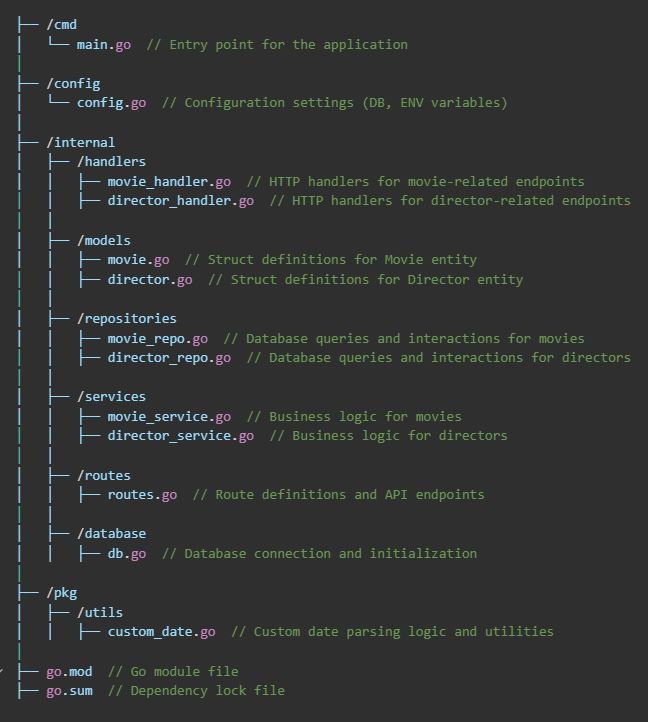 ├── /cmd
│   └── main.go  // Entry point for the application
│
├── /config
│   └── config.go  // Configuration settings (DB, ENV variables)
│
├── /internal
│   ├── /handlers
│   │   ├── movie_handler.go  // HTTP handlers for movie-related endpoints
│   │   ├── director_handler.go  // HTTP handlers for director-related endpoints
│   │
│   ├── /models
│   │   ├── movie.go  // Struct definitions for Movie entity
│   │   ├── director.go  // Struct definitions for Director entity
│   │
│   ├── /repositories
│   │   ├── movie_repo.go  // Database queries and interactions for movies
│   │   ├── director_repo.go  // Database queries and interactions for directors
│   │
│   ├── /services
│   │   ├── movie_service.go  // Business logic for movies
│   │   ├── director_service.go  // Business logic for directors
│   │
│   ├── /routes
│   │   ├── routes.go  // Route definitions and API endpoints
│   │
│   ├── /database
│   │   ├── db.go  // Database connection and initialization
│
├── /pkg
│   ├── /utils
│   │   ├── custom_date.go  // Custom date parsing logic and utilities
│
├── go.mod  // Go module file
├── go.sum  // Dependency lock file